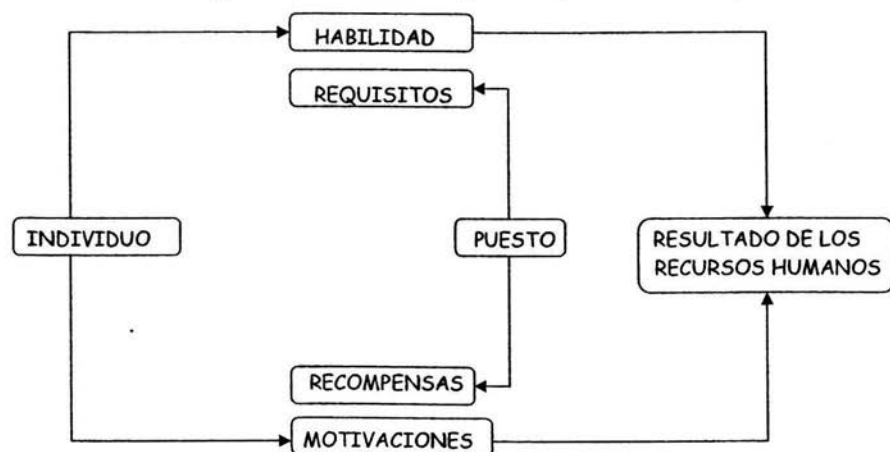 HABILIDAD
REQUISITOS
INDIVIDUO
PUESTO
RESULTADO DE LOS
RECURSOS HUMANOS
RECOMPENSAS
MOTIVACIONES